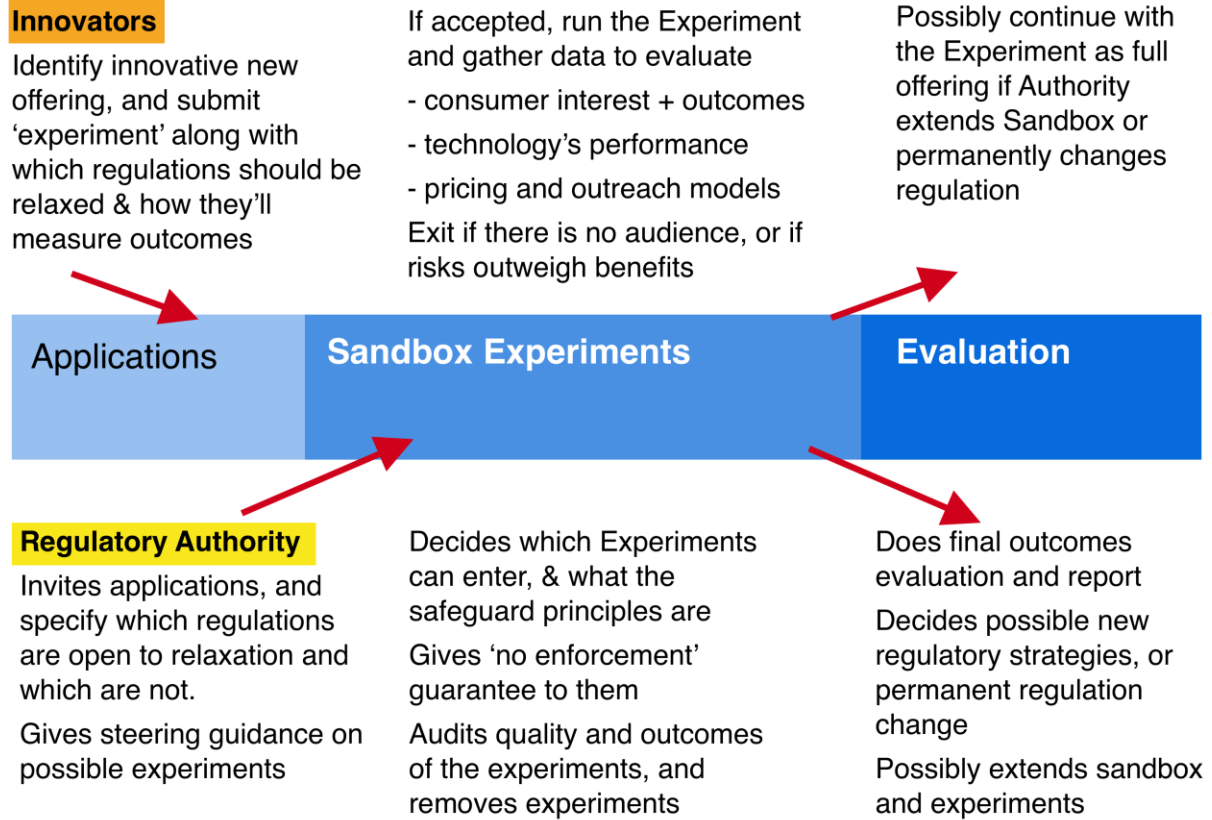 Innovators
Identify innovative new
offering, and submit
‘experiment’ along with
which regulations should be
relaxed & how they’ll
measure outcomes
If accepted, run the Experiment
and gather data to evaluate
- consumer interest + outcomes
- technology’s performance
- pricing and outreach models
Exit if there is no audience, or if
risks outweigh benefits
Possibly continue with
the Experiment as full
offering if Authority
extends Sandbox or
permanently changes
regulation
Applications
Sandbox Experiments
Evaluation
Regulatory Authority
Invites applications, and
specify which regulations
are open to relaxation and
which are not.
Gives steering guidance on
possible experiments
Decides which Experiments
can enter, & what the
safeguard principles are
Gives ‘no enforcement’
guarantee to them
Audits quality and outcomes
of the experiments, and
removes experiments
Does final outcomes
evaluation and report
Decides possible new
regulatory strategies, or
permanent regulation
change
Possibly extends sandbox
and experiments